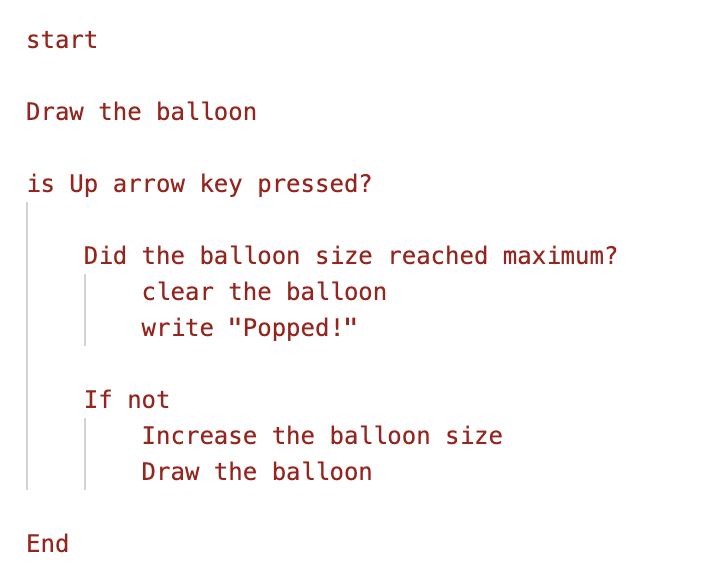 start
Draw the balloon
is Up arrow key pressed?
Did the balloon size reached maximum?
clear the balloon
write "Popped!"
If not
Increase the balloon size
Draw the balloon
End